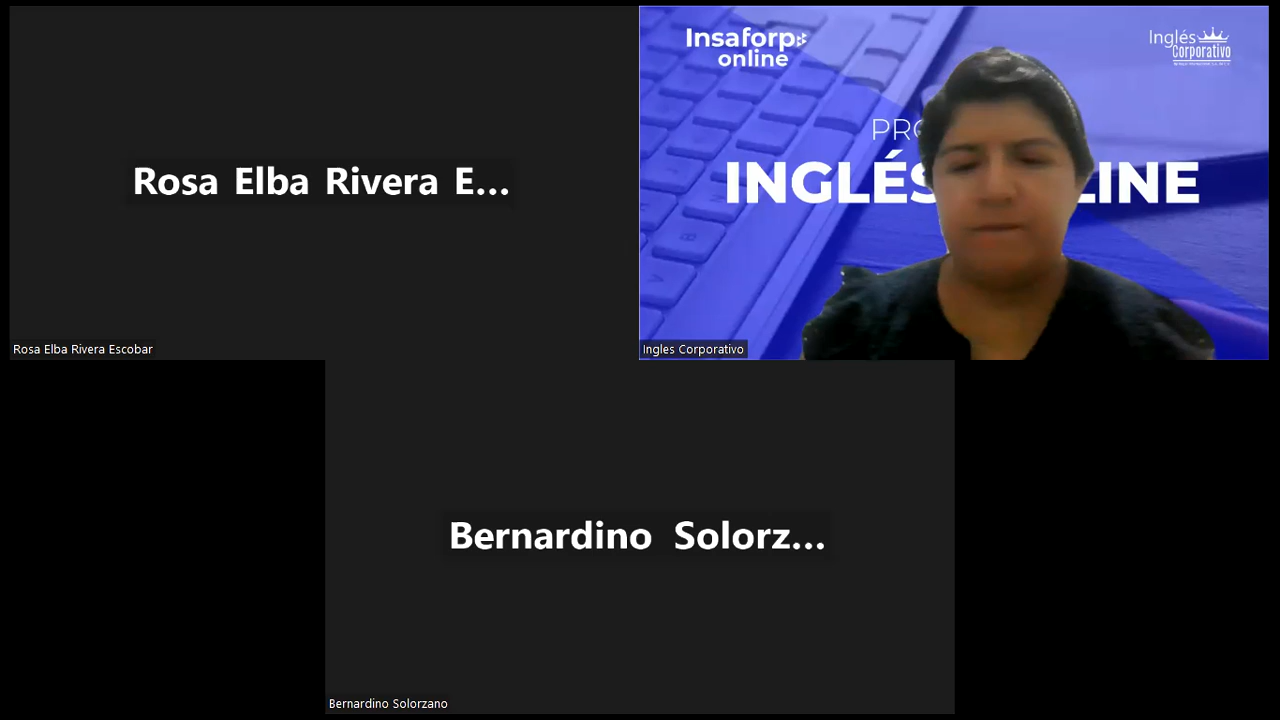 Rosa Elba Rivera E...
Rosa Elba Rivera Escobar
Insaforp
online
Inglés
Corporativo
PRO
INGLÉS LINE
Ingles Corporativo
Bernardino Solorz...
Bernardino Solorzano